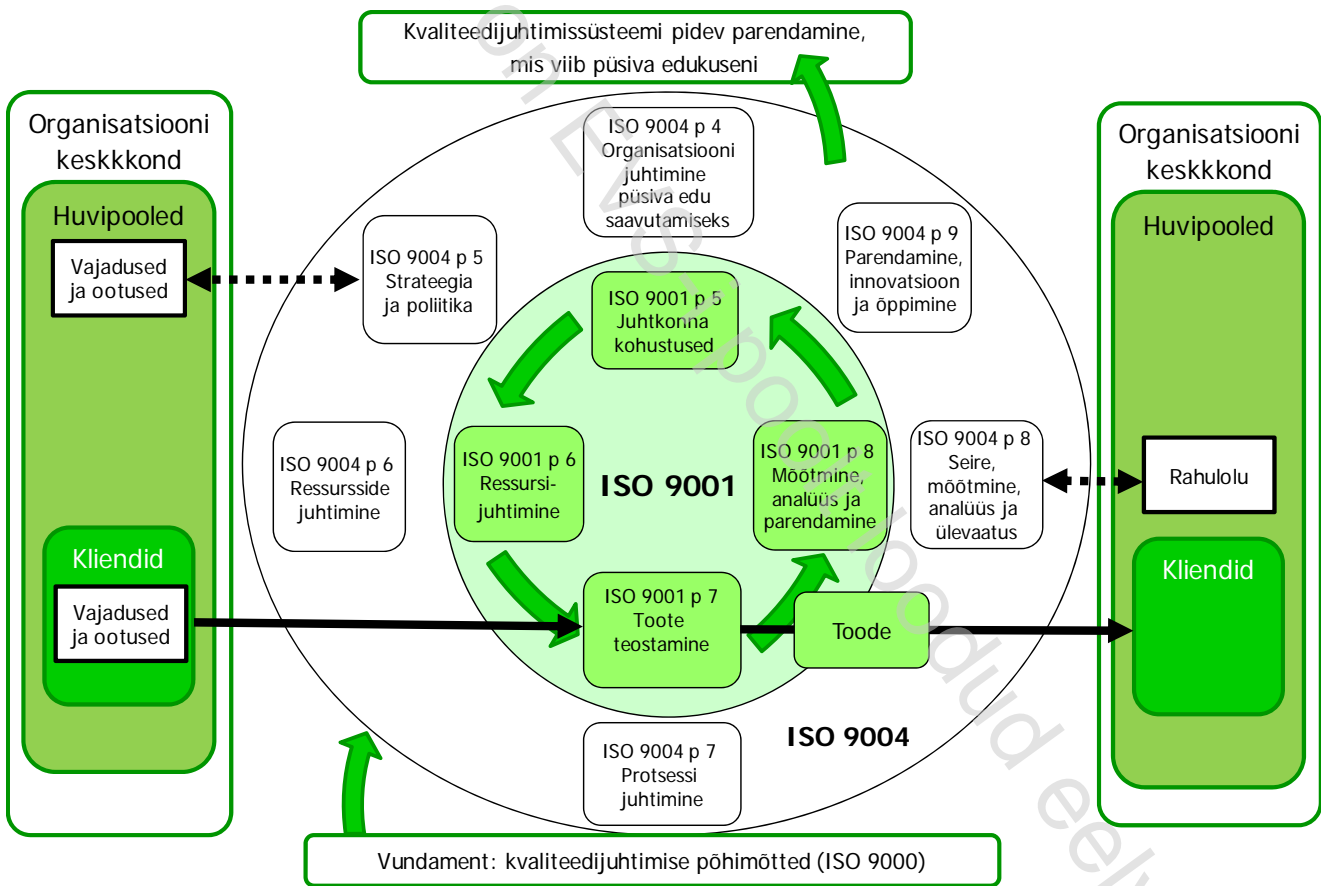 Kvaliteedijuhtimissüsteemi pidev parendamine,
mis viib püsiva edukuseni
Organisatsiooni
keskkkond
Huvipooled
Vajadused
ja ootused
Kliendid
Vajadused
ja ootused
ISO 9004 p 4
Organisatsiooni
juhtimine
püsiva edu
saavutamiseks
ISO 9004 p 5
Strateegia
ja poliitika
ISO 9004 p 9
Parendamine,
innovatsioon
ja õppimine
ISO 9001 p 5
Juhtkonna
kohustused
ISO 9004 p 6
Ressursside
juhtimine
ISO 9001 p 6
Ressursi-
juhtimine
ISO 9001
ISO 9001 p 8
Mõõtmine,
analüüs ja
parendamine
ISO 9004 p 8
Seire,
mõõtmine,
analüüs ja
ülevaatus
ISO 9001 p 7
Toote
teostamine
Toode
ISO 9004
ISO 9004 p 7
Protsessi
juhtimine
Organisatsiooni
keskkkond
Huvipooled
Rahulolu
Kliendid
Vundament: kvaliteedijuhtimise põhimõtted (ISO 9000)
on EVS-i poolt loodud